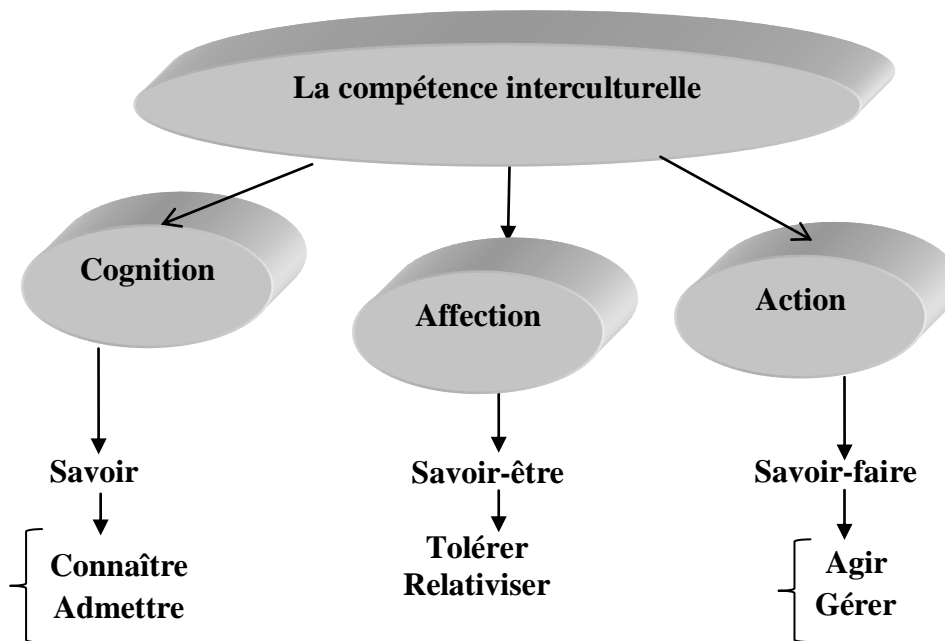 La compétence interculturelle
Cognition
Affection
Action
Savoir
Savoir-être
Savoir-faire
Connaître
Admettre
Tolérer
Relativiser
Agir
Gérer